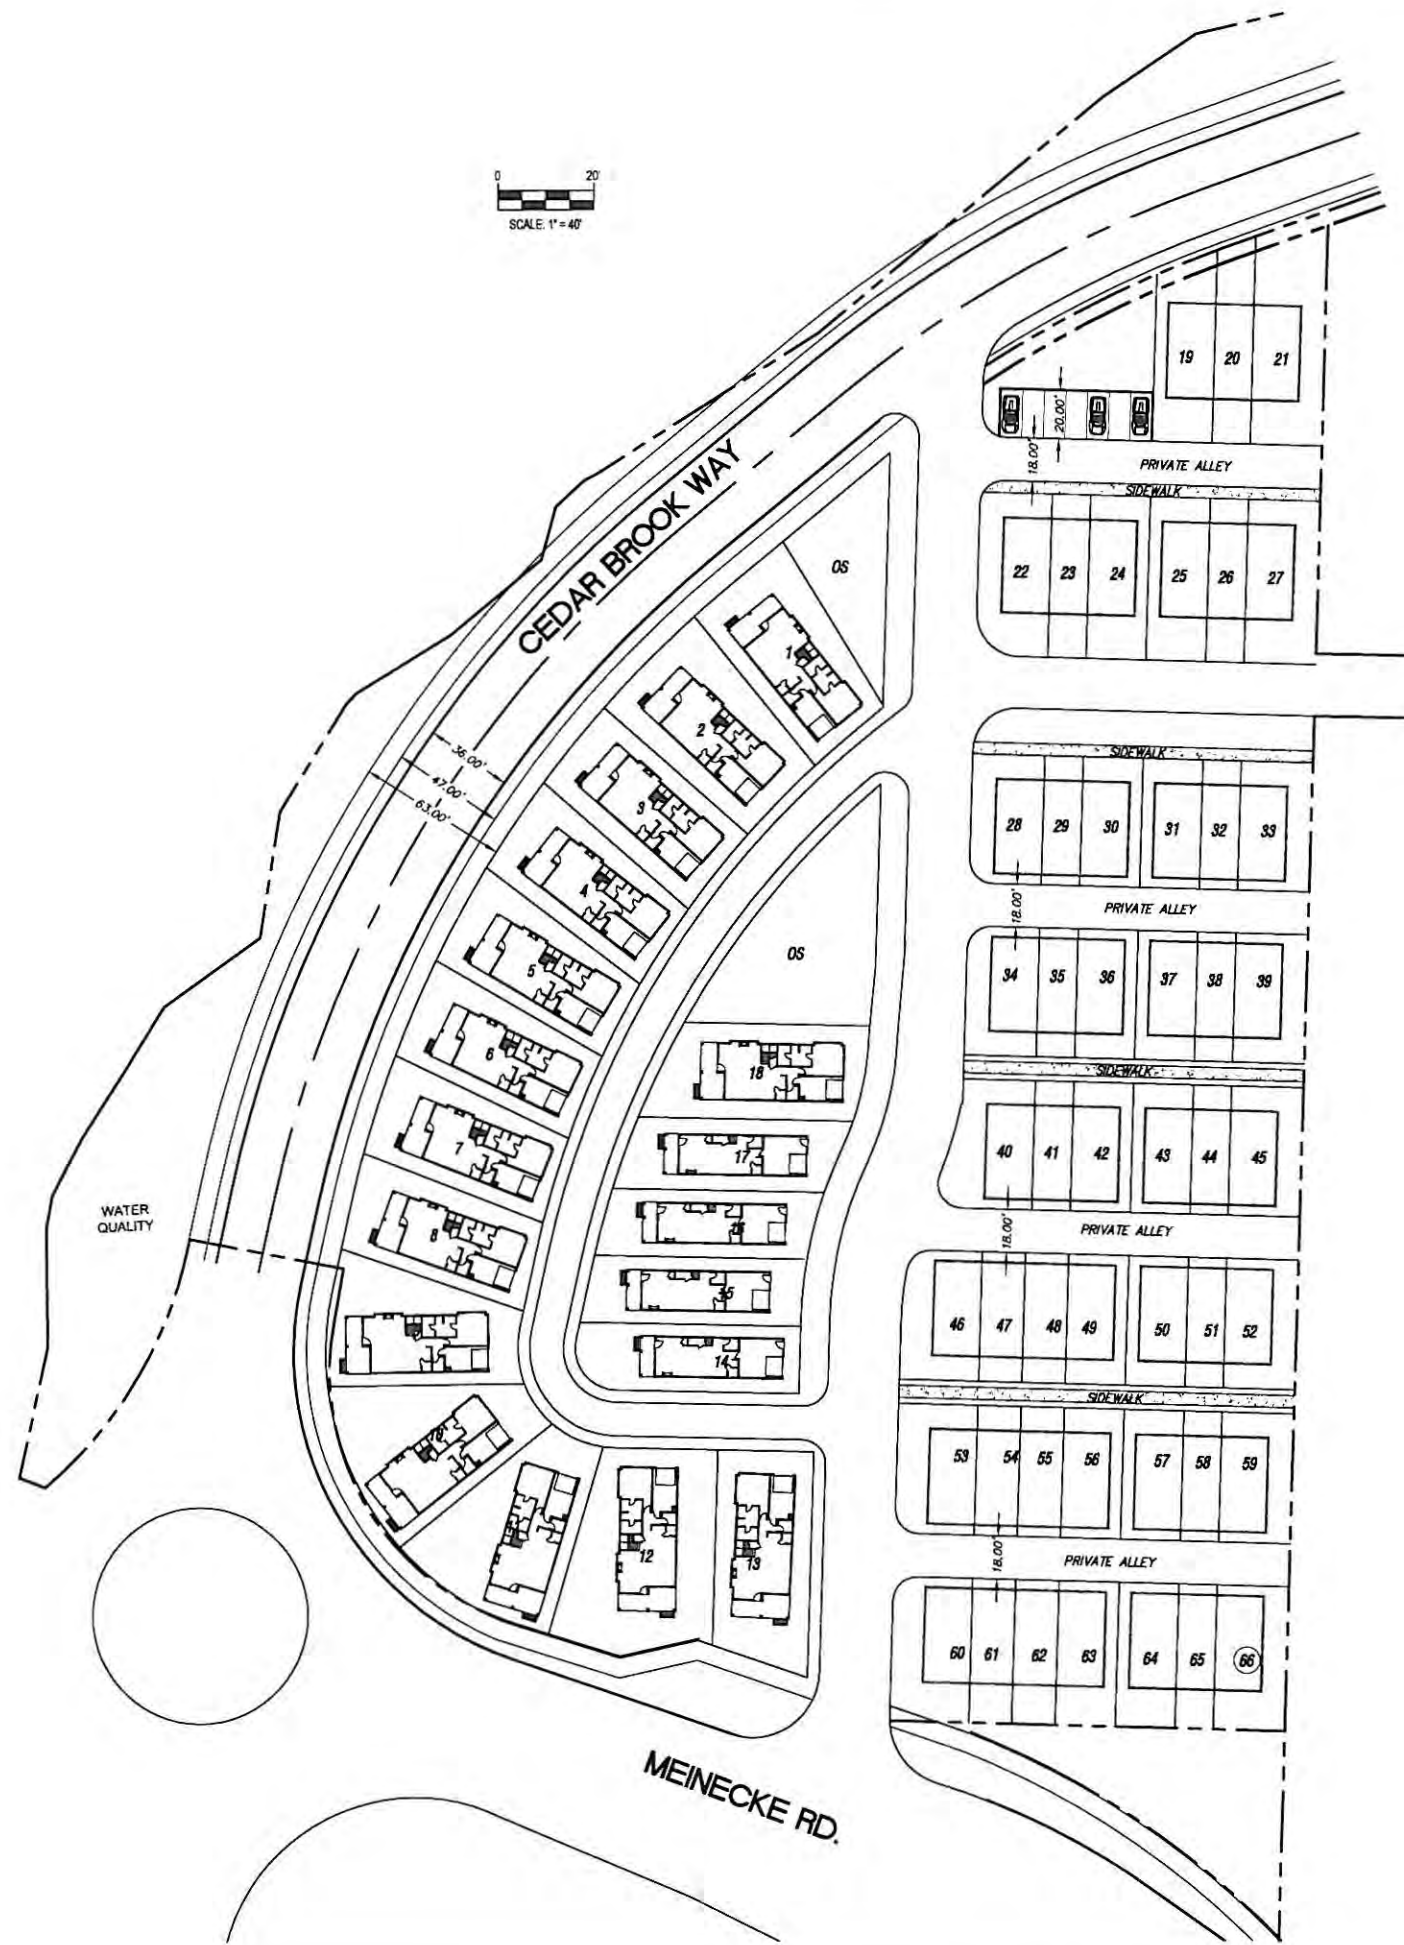 0 20'
SCALE: 1" = 40'
19 20 21
20.00'
18.00'
PRIVATE ALLEY
SIDEWALK
CEDAR BROOK WAY
OS
22 23 24 25 26 27
1
2
36.00'
47.00'
63.00'
3
SIDEWALK
28 29 30 31 32 33
4
18.00'
PRIVATE ALLEY
5
OS
34 35 36 37 38 39
6
18
SIDEWALK
7
17
40 41 42 43 44 45
WATER
QUALITY
8
18.00'
PRIVATE ALLEY
15
46 47 48 49 50 51 52
14
SIDEWALK
53 54 55 56 57 58 59
12
13
18.00'
PRIVATE ALLEY
60 61 62 63 64 65 66
MEINECKE RD.